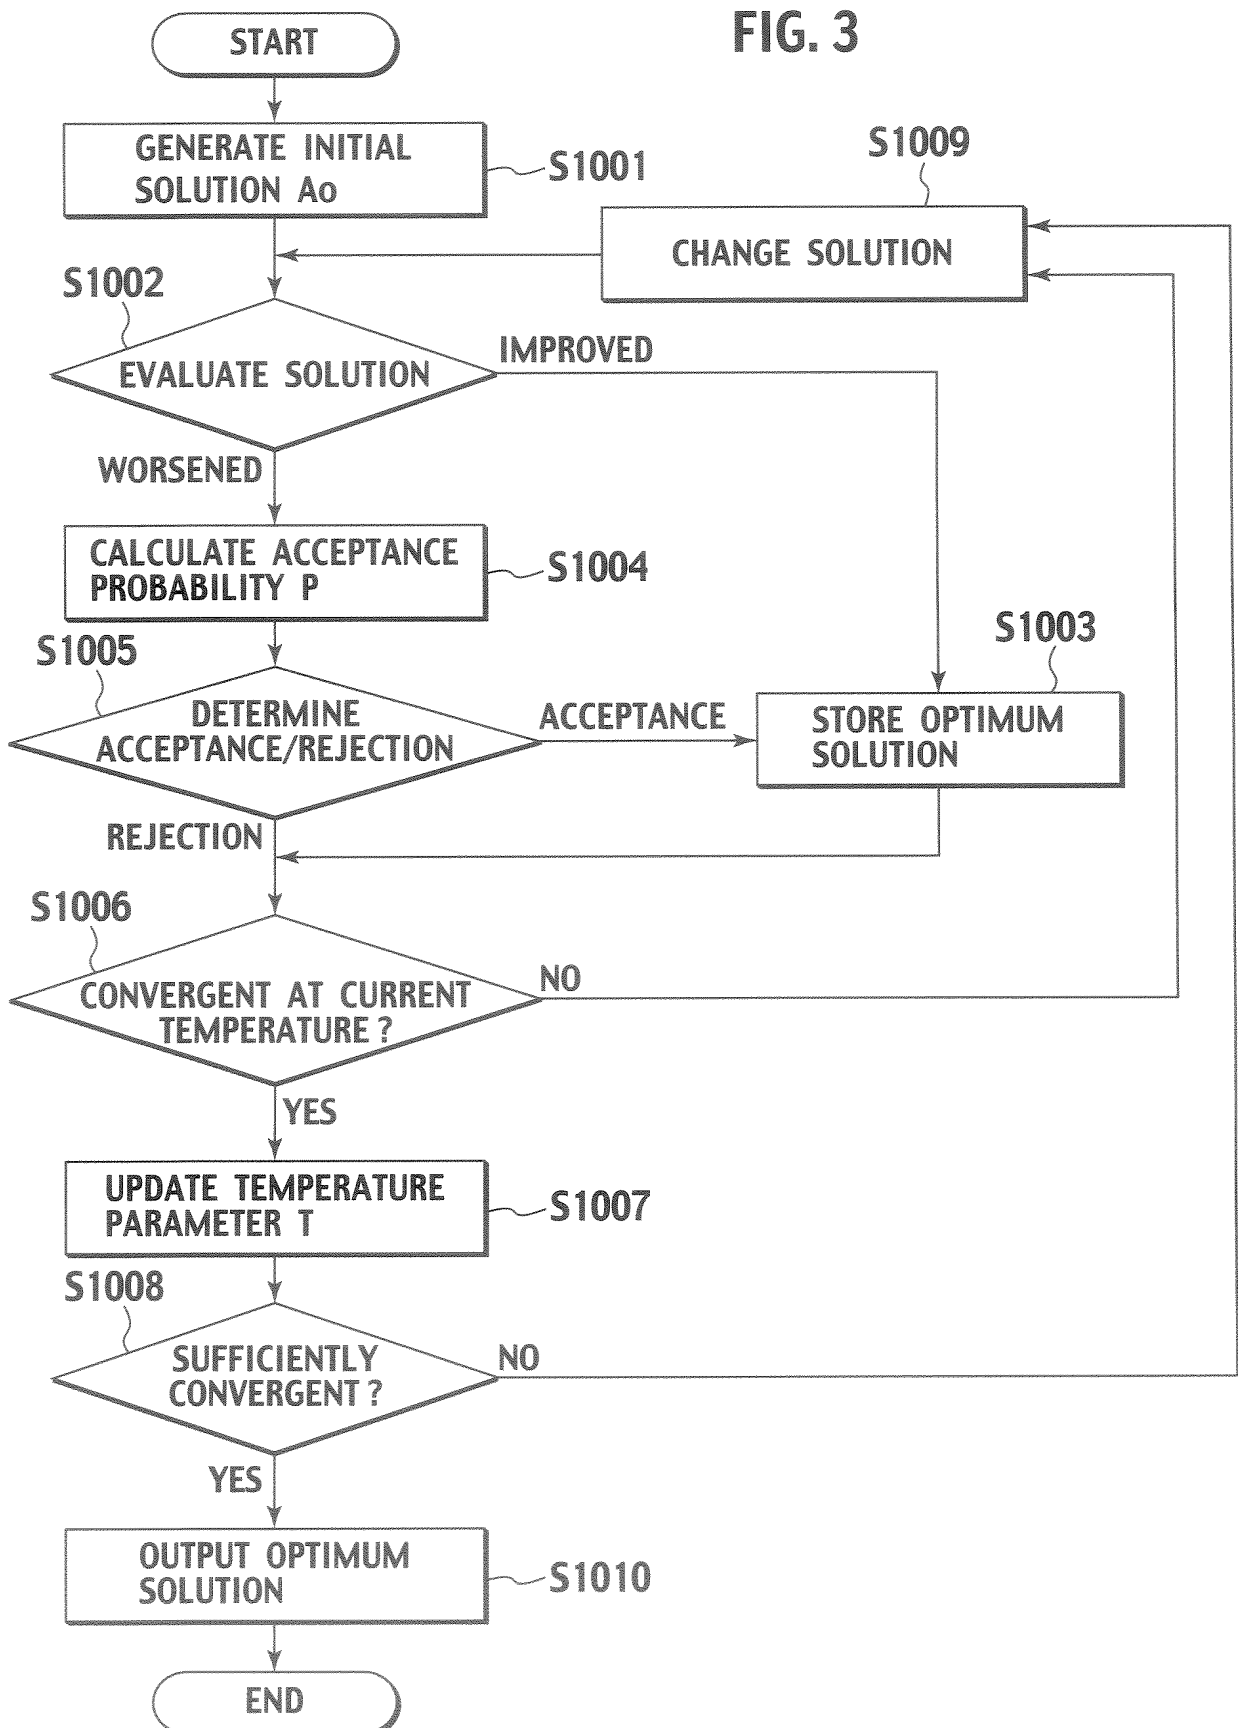 FIG. 3
START
GENERATE INITIAL
SOLUTION Ao
S1001
S1009
CHANGE SOLUTION
S1002
EVALUATE SOLUTION
IMPROVED
WORSENED
CALCULATE ACCEPTANCE
PROBABILITY P
S1004
S1005
DETERMINE
ACCEPTANCE/REJECTION
ACCEPTANCE
S1003
STORE OPTIMUM
SOLUTION
REJECTION
S1006
CONVERGENT AT CURRENT
TEMPERATURE ?
NO
YES
UPDATE TEMPERATURE
PARAMETER T
S1007
S1008
SUFFICIENTLY
CONVERGENT ?
NO
YES
OUTPUT OPTIMUM
SOLUTION
S1010
END